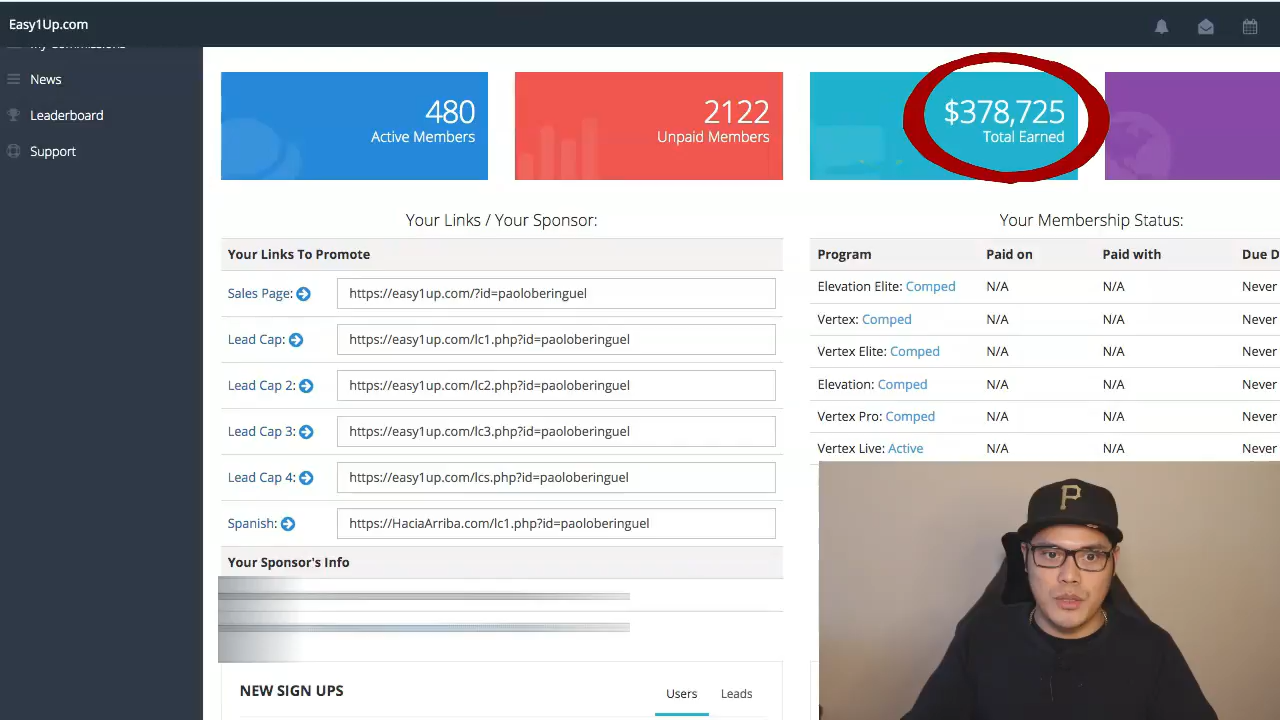 Easy1Up.com
My Commissions
News
Leaderboard
Support
480
Active Members
2122
Unpaid Members
$378,725
Total Earned
Your Links / Your Sponsor:
Your Links To Promote
Sales Page: https://easy1up.com/?id=paoloberinguel
Lead Cap: https://easy1up.com/lc1.php?id=paoloberinguel
Lead Cap 2: https://easy1up.com/lc2.php?id=paoloberinguel
Lead Cap 3: https://easy1up.com/lc3.php?id=paoloberinguel
Lead Cap 4: https://easy1up.com/lcs.php?id=paoloberinguel
Spanish: https://HaciaArriba.com/lc1.php?id=paoloberinguel
Your Sponsor's Info
NEW SIGN UPS Users Leads
Your Membership Status:
Program Paid on Paid with Due D
Elevation Elite: Comped N/A N/A Never
Vertex: Comped N/A N/A Never
Vertex Elite: Comped N/A N/A Never
Elevation: Comped N/A N/A Never
Vertex Pro: Comped N/A N/A Never
Vertex Live: Active N/A N/A Never
P